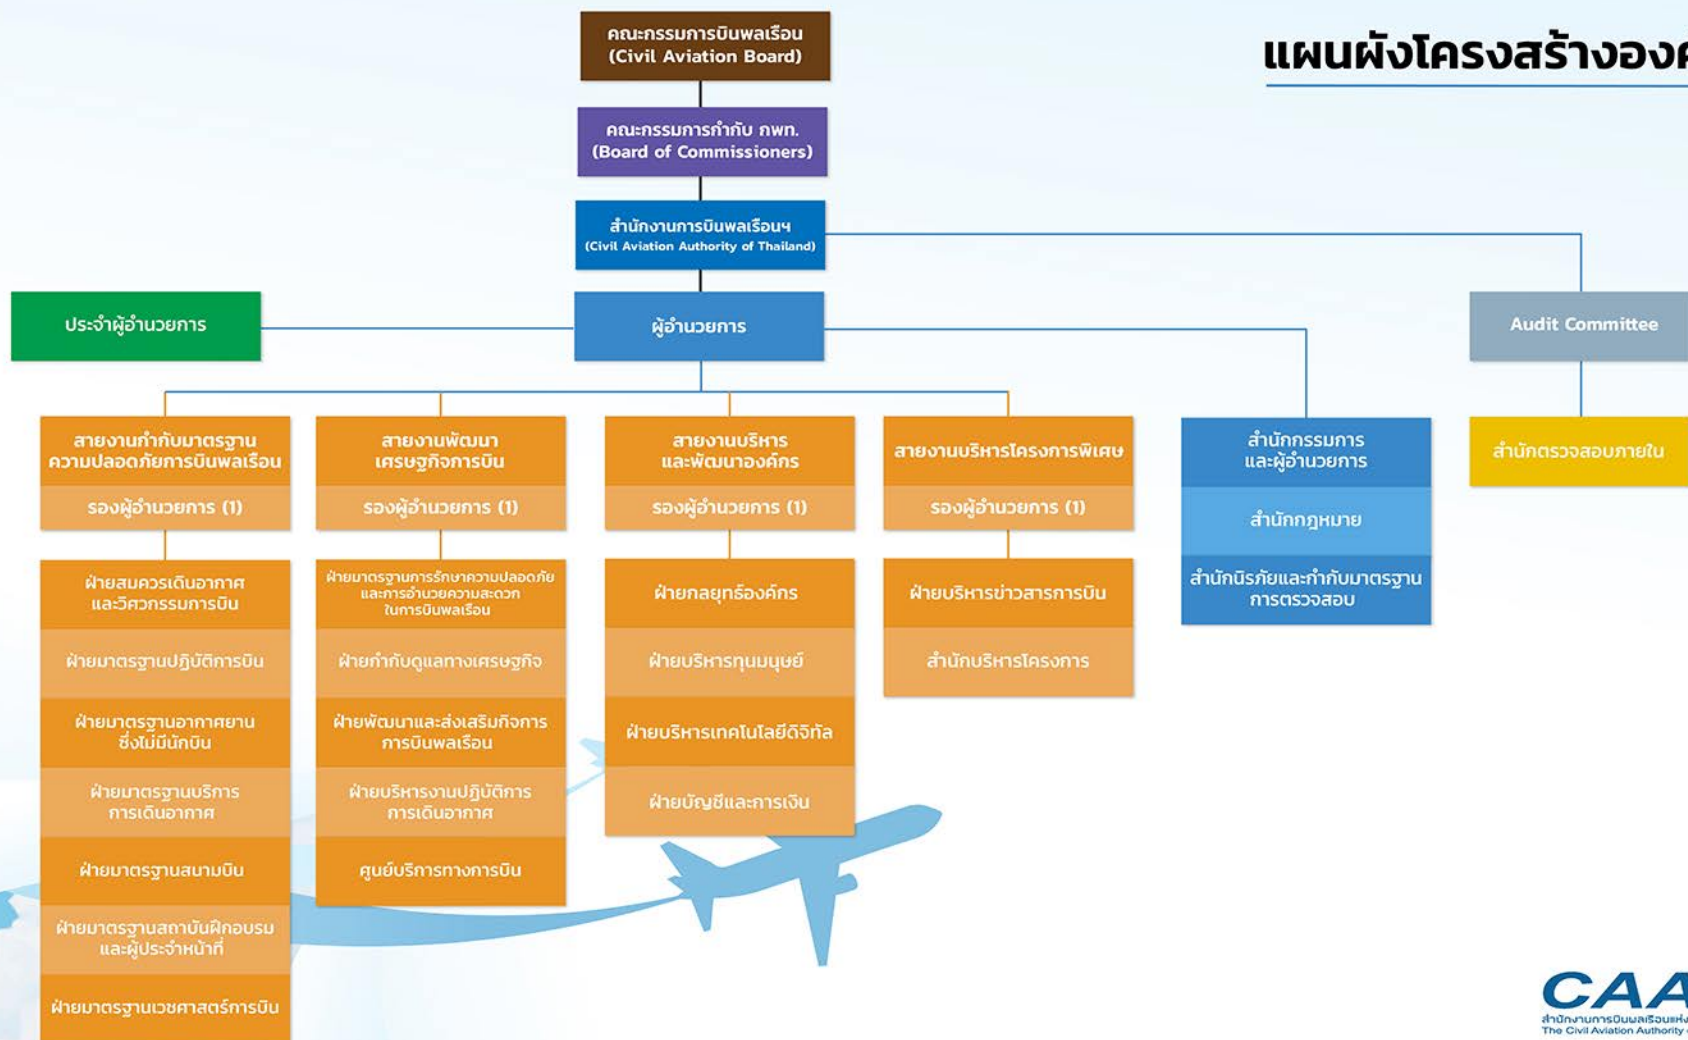 คณะกรรมการการบินพลเรือน
(Civil Aviation Board)
แผนผังโครงสร้างอง
คณะกรรมการกำกับ กพท.
(Board of Commissioners)
สำนักงานการบินพลเรือนฯ
(Civil Aviation Authority of Thailand)
ประจำผู้อำนวยการ
ผู้อำนวยการ
Audit Committee
สายงานกำกับมาตรฐาน
ความปลอดภัยการบินพลเรือน
รองผู้อำนวยการ (1)
สายงานพัฒนา
เศรษฐกิจการบิน
รองผู้อำนวยการ (1)
สายงานบริหาร
และพัฒนาองค์กร
รองผู้อำนวยการ (1)
สายงานบริหารโครงการพิเศษ
รองผู้อำนวยการ (1)
สำนักกรรมการ
และผู้อำนวยการ
สำนักกฎหมาย
สำนักนิรภัยและกำกับมาตรฐาน
การตรวจสอบ
สำนักตรวจสอบภายใน
ฝ่ายสมควรเดินอากาศ
และวิศวกรรมการบิน
ฝ่ายมาตรฐานปฏิบัติการบิน
ฝ่ายมาตรฐานอากาศยาน
ซึ่งไม่มีนักบิน
ฝ่ายมาตรฐานบริการ
การเดินอากาศ
ฝ่ายมาตรฐานสนามบิน
ฝ่ายมาตรฐานสถาบันฝึกอบรม
และผู้ประจำหน้าที่
ฝ่ายมาตรฐานเวชศาสตร์การบิน
ฝ่ายมาตรฐานการรักษาความปลอดภัย
และการอำนวยความสะดวก
ในการบินพลเรือน
ฝ่ายกำกับดูแลทางเศรษฐกิจ
ฝ่ายพัฒนาและส่งเสริมกิจการ
การบินพลเรือน
ฝ่ายบริหารงานปฏิบัติการ
การเดินอากาศ
ศูนย์บริการทางการบิน
ฝ่ายกลยุทธ์องค์กร
ฝ่ายบริหารทุนมนุษย์
ฝ่ายบริหารเทคโนโลยีดิจิทัล
ฝ่ายบัญชีและการเงิน
ฝ่ายบริหารข่าวสารการบิน
สำนักบริหารโครงการ
CAA
สำนักงานการบินพลเรือนแห่ง
The Civil Aviation Authority